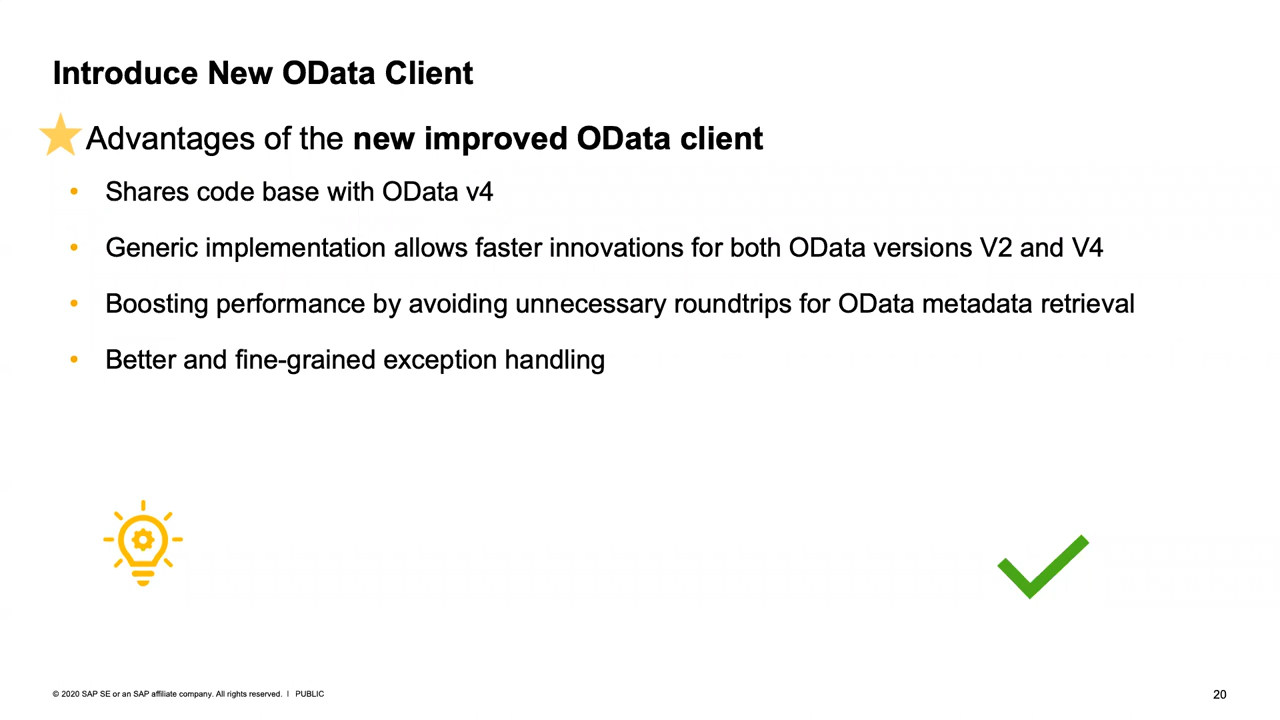 Introduce New OData Client
Advantages of the new improved OData client
• Shares code base with OData v4
• Generic implementation allows faster innovations for both OData versions V2 and V4
• Boosting performance by avoiding unnecessary roundtrips for OData metadata retrieval
• Better and fine-grained exception handling
© 2020 SAP SE or an SAP affiliate company. All rights reserved. | PUBLIC
20